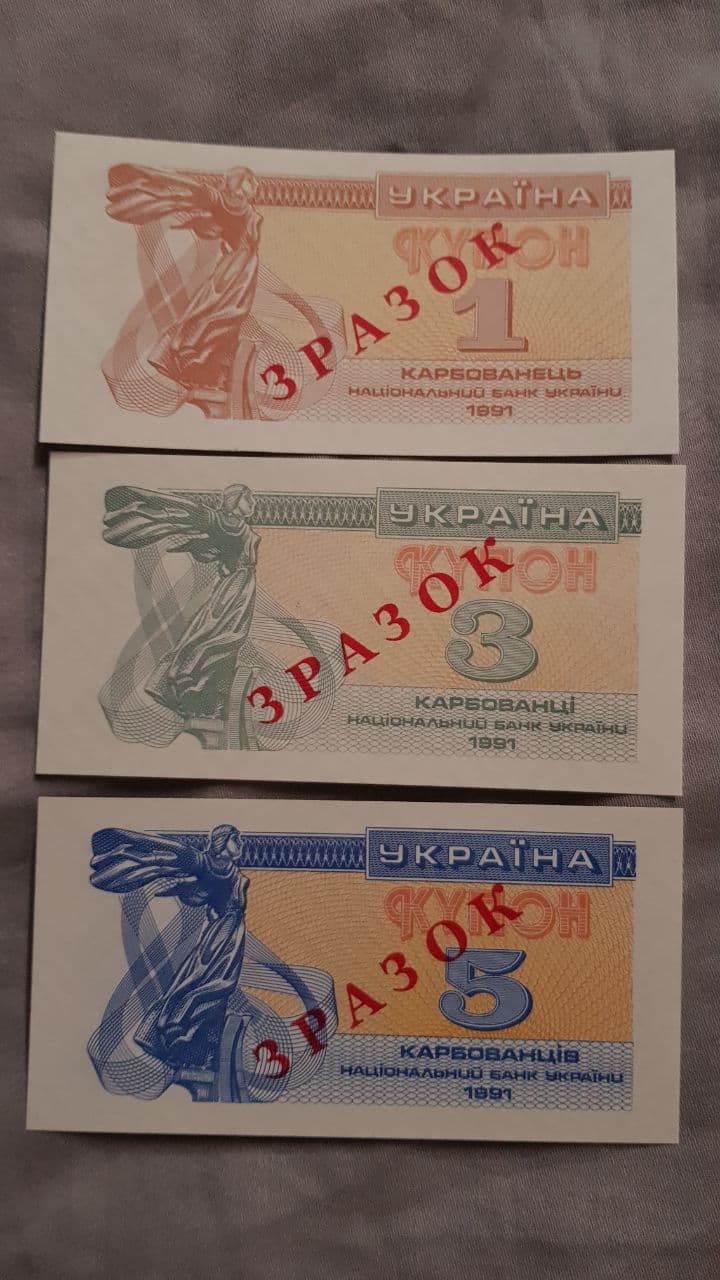 УКРАЇНА
КУПОН
ЗРАЗОК
1
КАРБОВАНЕЦЬ
НАЦІОНАЛЬНИЙ БАНК УКРАЇНИ
1991
УКРАЇНА
КУПОН
ЗРАЗОК
3
КАРБОВАНЦІ
НАЦІОНАЛЬНИЙ БАНК УКРАЇНИ
1991
УКРАЇНА
КУПОН
ЗРАЗОК
5
КАРБОВАНЦІВ
НАЦІОНАЛЬНИЙ БАНК УКРАЇНИ
1991